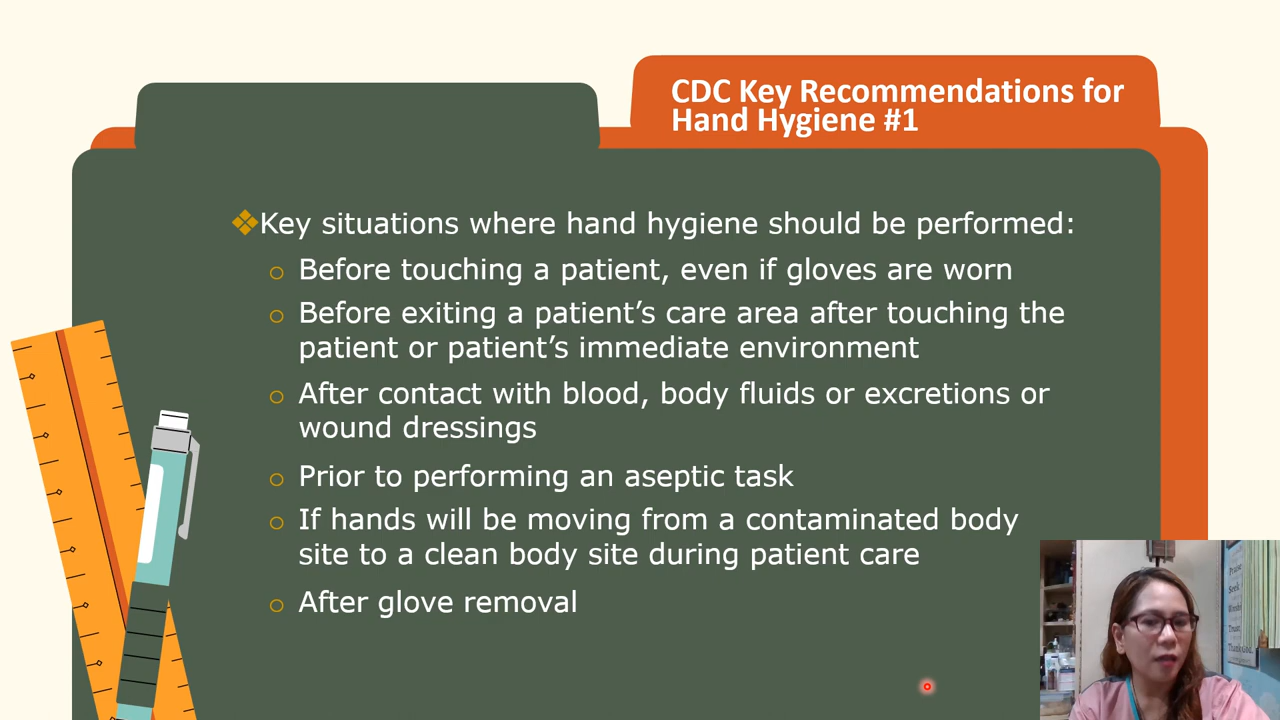 CDC Key Recommendations for
Hand Hygiene #1
Key situations where hand hygiene should be performed:
Before touching a patient, even if gloves are worn
Before exiting a patient’s care area after touching the
patient or patient’s immediate environment
After contact with blood, body fluids or excretions or
wound dressings
Prior to performing an aseptic task
If hands will be moving from a contaminated body
site to a clean body site during patient care
After glove removal